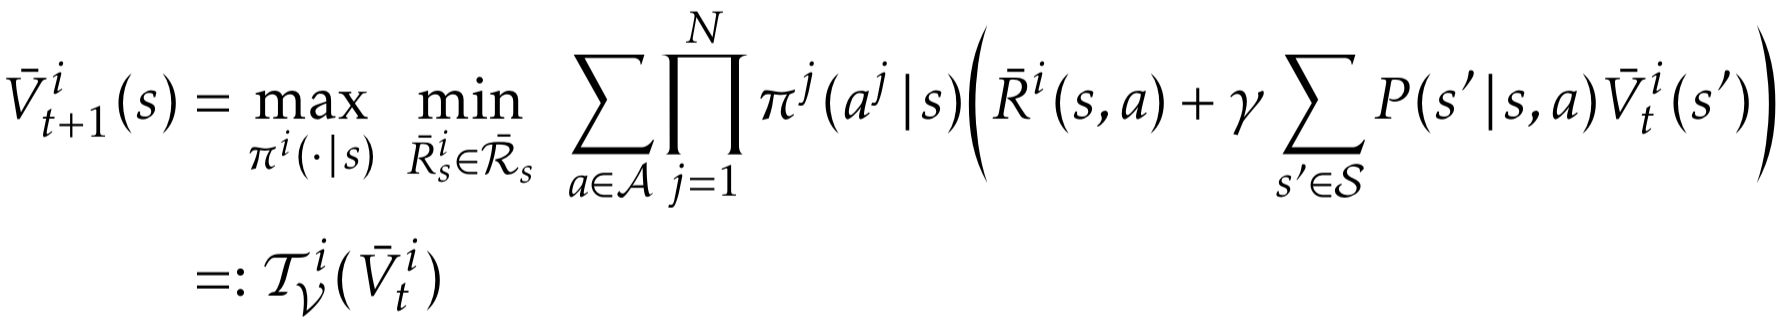 \bar{V}^i_{t+1}(s) = \max_{\pi^i(\cdot|s)} \min_{\bar{R}^i_s \in \bar{\mathcal{R}}_s} \sum_{a \in \mathcal{A}} \prod_{j=1}^{N} \pi^j(a^j|s) \left( \bar{R}^i(s,a) + \gamma \sum_{s' \in \mathcal{S}} P(s'|s,a) \bar{V}^i_t(s') \right)
=: \mathcal{T}^i_{\mathcal{V}}(\bar{V}^i_t)